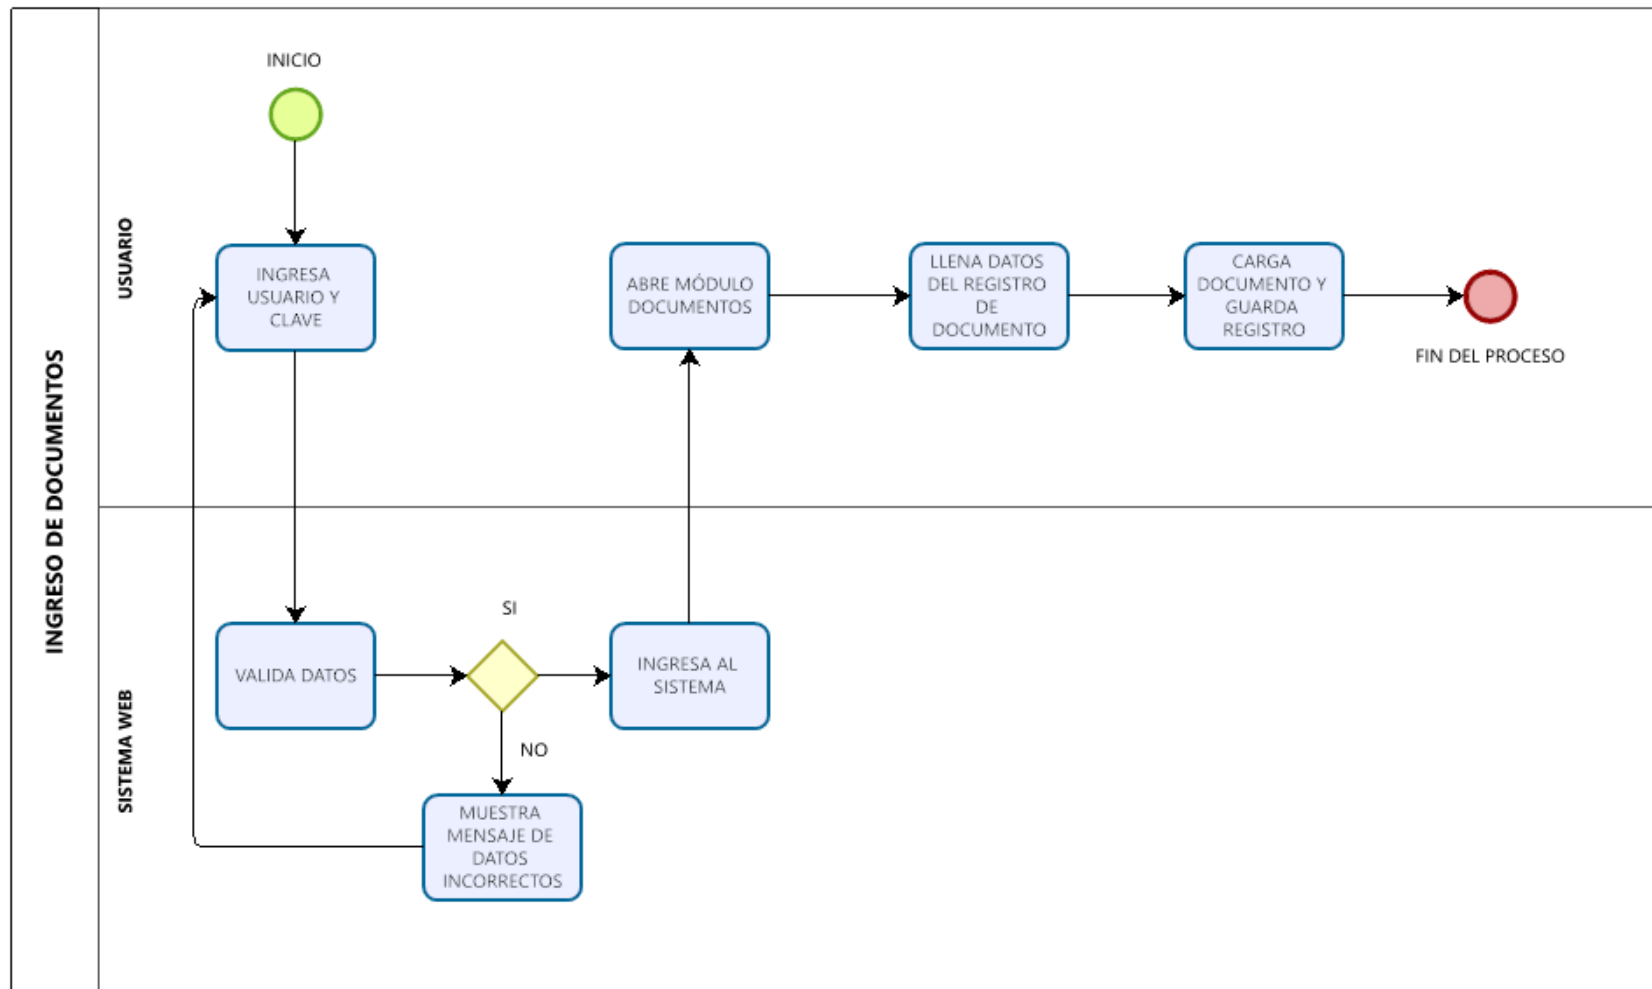 INGRESO DE DOCUMENTOS
USUARIO
INICIO
INGRESA
USUARIO Y
CLAVE
ABRE MÓDULO
DOCUMENTOS
LLENA DATOS
DEL REGISTRO
DE
DOCUMENTO
CARGA
DOCUMENTO Y
GUARDA
REGISTRO
FIN DEL PROCESO
SISTEMA WEB
VALIDA DATOS
SI
NO
INGRESA AL
SISTEMA
MUESTRA
MENSAJE DE
DATOS
INCORRECTOS